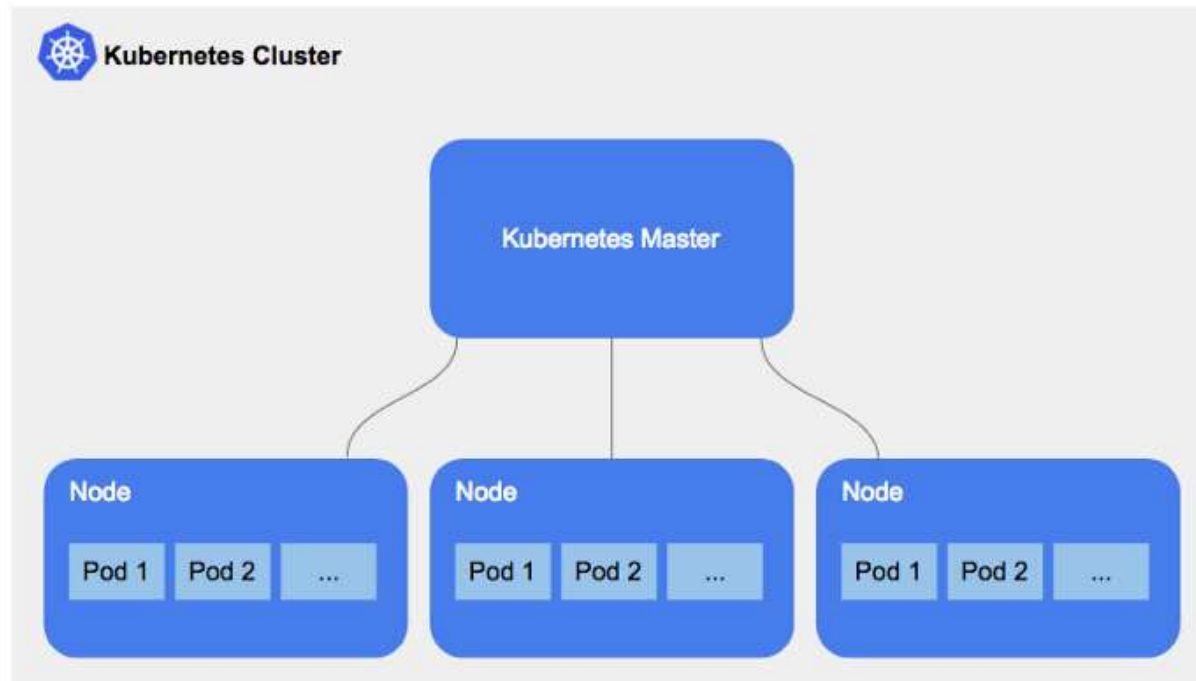 Kubernetes Cluster
Kubernetes Master
Node
Pod 1 Pod 2 ...
Node
Pod 1 Pod 2 ...
Node
Pod 1 Pod 2 ...